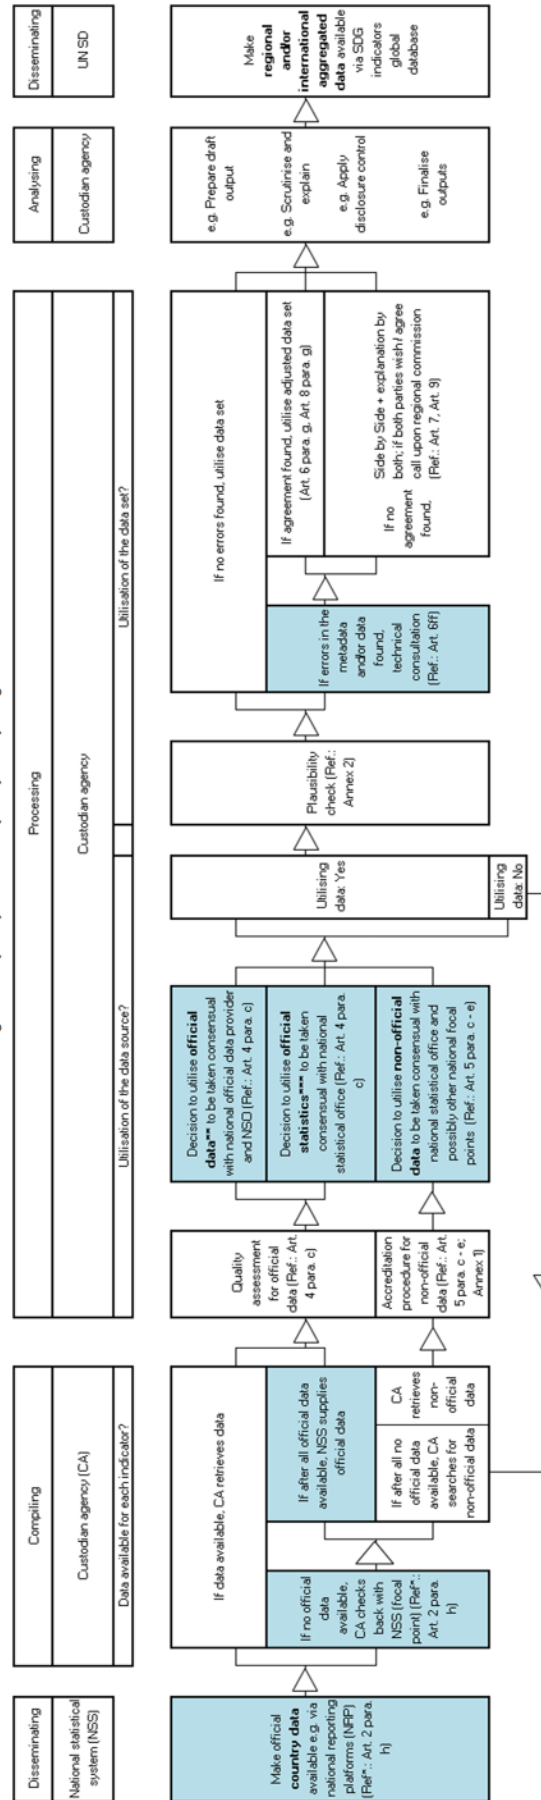 Disseminating
National statistical
system (NSS)
Compiling
Custodian agency (CA)
Data available for each indicator?
Processing
Custodian agency
Utilisation of the data source?
Utilisation of the data set?
Analysing
Custodian agency
Disseminating
UN SD
Make official
country data
available e.g. via
national reporting
platforms (NRP)
(Ref*.: Art. 2 para.
h)
If data available, CA retrieves data
If no official
data
available,
CA checks
back with
NSS (focal
point) (Ref*.:
Art. 2 para.
h)
If after all official data
available, NSS supplies
official data
If after all no
official data
available, CA
searches for
non-official data
CA
retrieves
non-
official
data
Quality
assessment
for official
data (Ref.: Art.
4 para. c)
Accreditation
procedure for
non-official
data (Ref.: Art.
5 para. c - e;
Annex 1)
Decision to utilise official
data** to be taken consensual
with national official data provider
and NSO (Ref.: Art. 4 para. c)
Decision to utilise official
statistics*** to be taken
consensual with national
statistical office (Ref.: Art. 4 para.
c)
Decision to utilise non-official
data to be taken consensual with
national statistical office and
possibly other national focal
points (Ref.: Art. 5 para. c - e)
Utilising
data: Yes
Utilising
data: No
Plausibility
check (Ref.:
Annex 2)
If no errors found, utilise data set
If errors in the
metadata
and/or data
found,
technical
consultation
(Ref.: Art. 6ff)
If agreement found, utilise adjusted data set
(Art. 6 para. g, Art. 8 para. g)
If no
agreement
found,
Side by Side + explanation by
both; if both parties wish / agree
call upon regional commission
(Ref.: Art. 7, Art. 9)
e.g. Prepare draft
output
e.g. Scrutinise and
explain
e.g. Apply
disclosure control
e.g. Finalise
outputs
Make
regional
and/or
international
aggregated
data available
via SDG
indicators
global
database